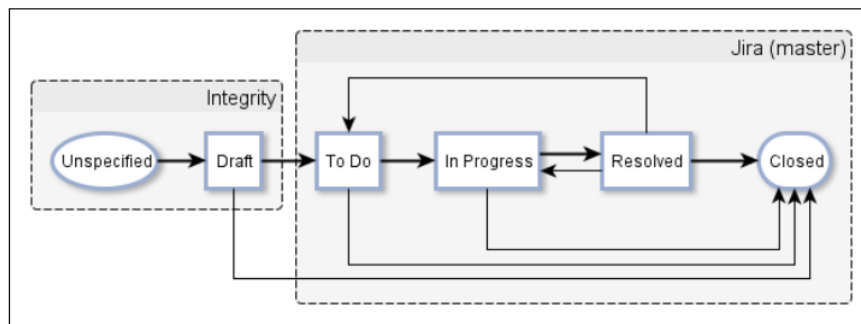 Jira (master)
Integrity
Unspecified
Draft
To Do
In Progress
Resolved
Closed